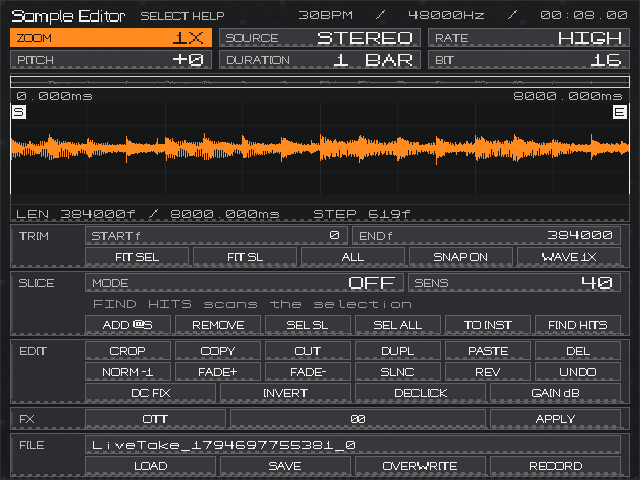 Sample Editor SELECT HELP 30BPM / 48000Hz / 00:08.00
ZOOM 1X SOURCE STEREO RATE HIGH
PITCH +0 DURATION 1 BAR BIT 16
0.000ms 8000.000ms
S E
LEN 384000f / 8000.000ms STEP 619f
TRIM START f 0 END f 384000
FIT SEL FIT SL ALL SNAP ON WAVE 1X
SLICE MODE OFF SENS 40
FIND HITS scans the selection
ADD @S REMOVE SEL SL SEL ALL TO INST FIND HITS
EDIT CROP COPY CUT DUPL PASTE DEL
NORM -1 FADE+ FADE- SLNC REV UNDO
DC FIX INVERT DECLICK GAIN dB
FX OTT 00 APPLY
FILE LiveTake_1794697755381_0
LOAD SAVE OVERWRITE RECORD